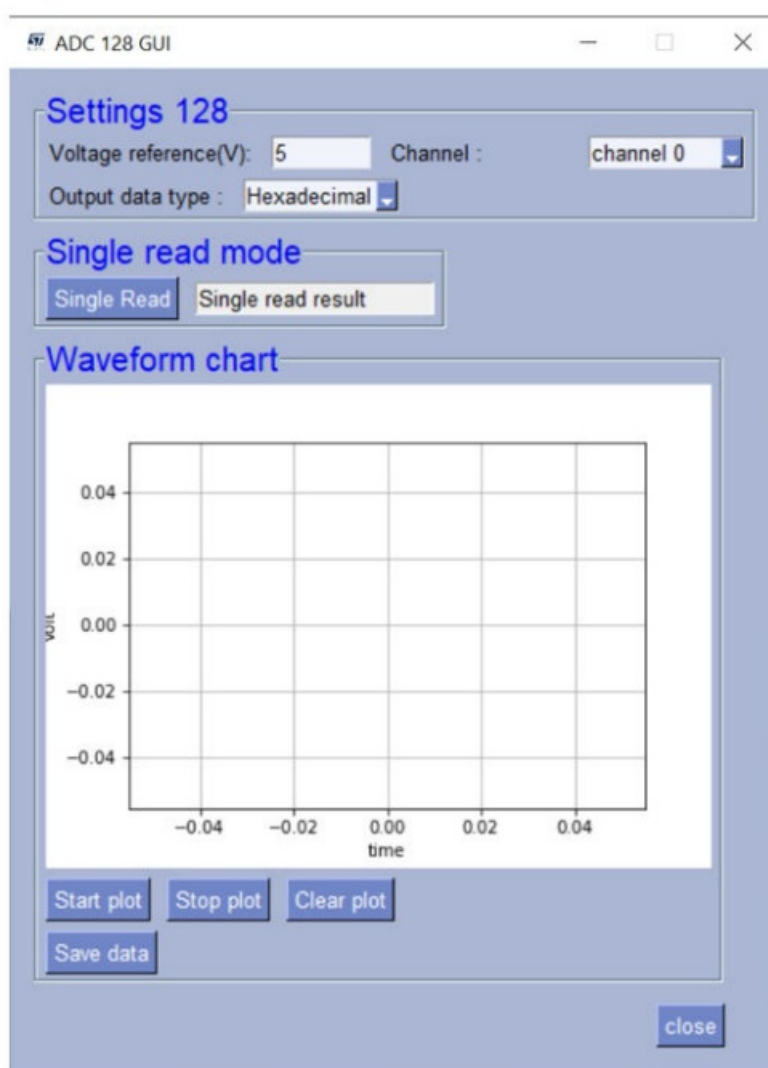 ADC 128 GUI
Settings 128
Voltage reference(V): 5 Channel : channel 0
Output data type : Hexadecimal
Single read mode
Single Read Single read result
Waveform chart
volt
0.04
0.02
0.00
−0.02
−0.04
−0.04 −0.02 0.00 0.02 0.04
time
Start plot Stop plot Clear plot
Save data
close